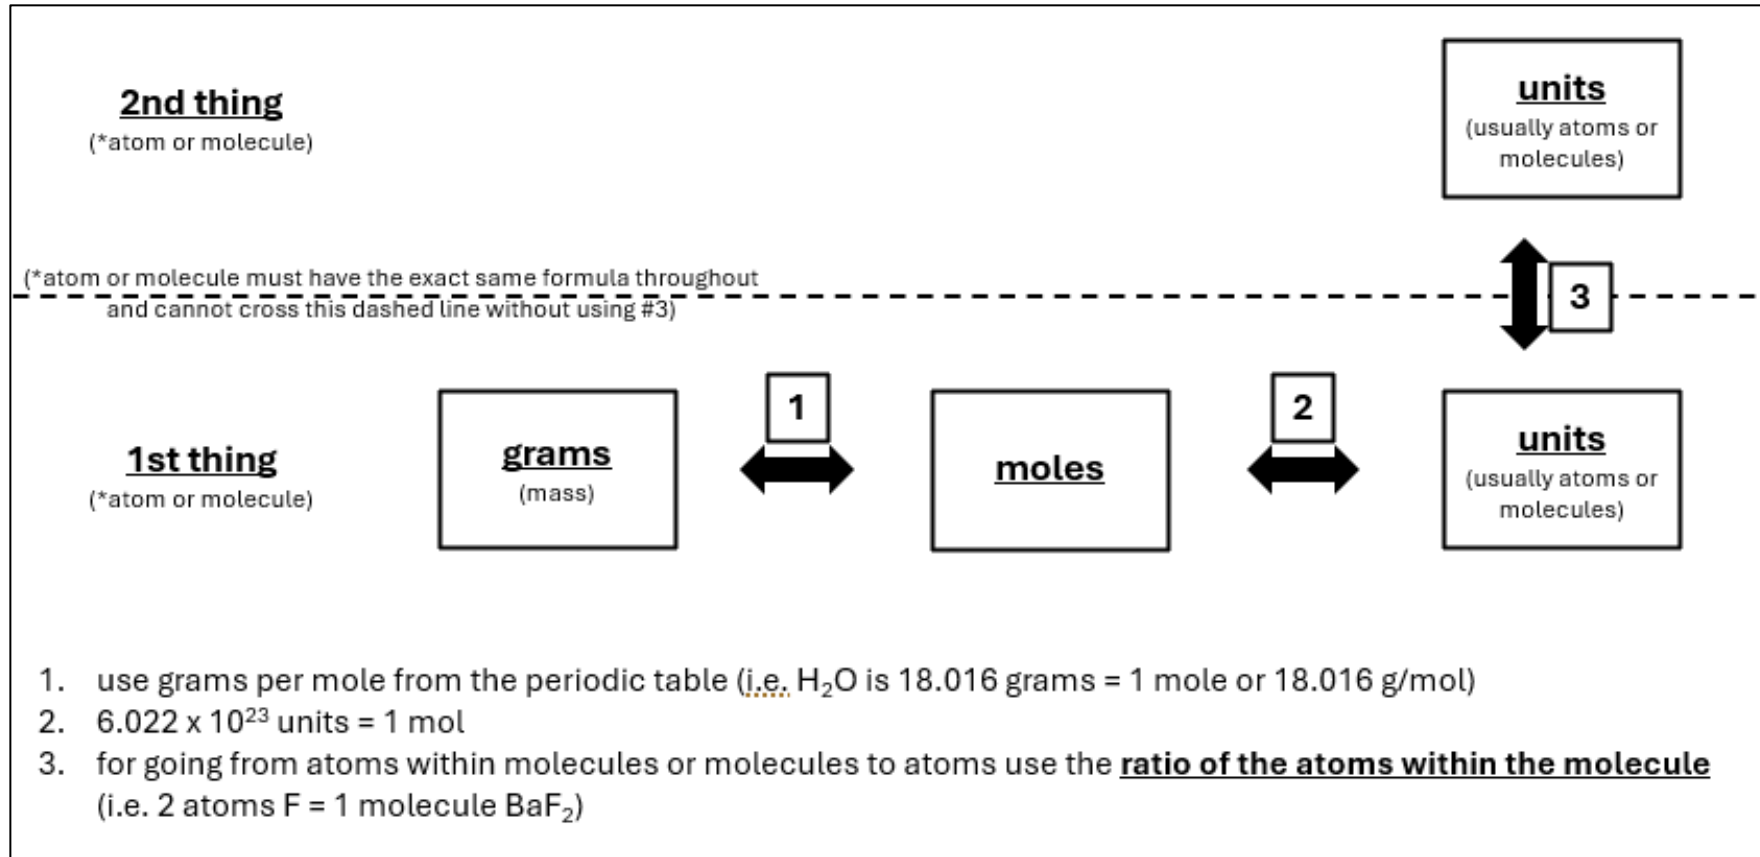 2nd thing
(*atom or molecule)
units
(usually atoms or
molecules)
(*atom or molecule must have the exact same formula throughout
and cannot cross this dashed line without using #3)
3
1st thing
(*atom or molecule)
grams
(mass)
1
moles
2
units
(usually atoms or
molecules)
1. use grams per mole from the periodic table (i.e. H₂O is 18.016 grams = 1 mole or 18.016 g/mol)
2. 6.022 x 10²³ units = 1 mol
3. for going from atoms within molecules or molecules to atoms use the ratio of the atoms within the molecule
(i.e. 2 atoms F = 1 molecule BaF₂)